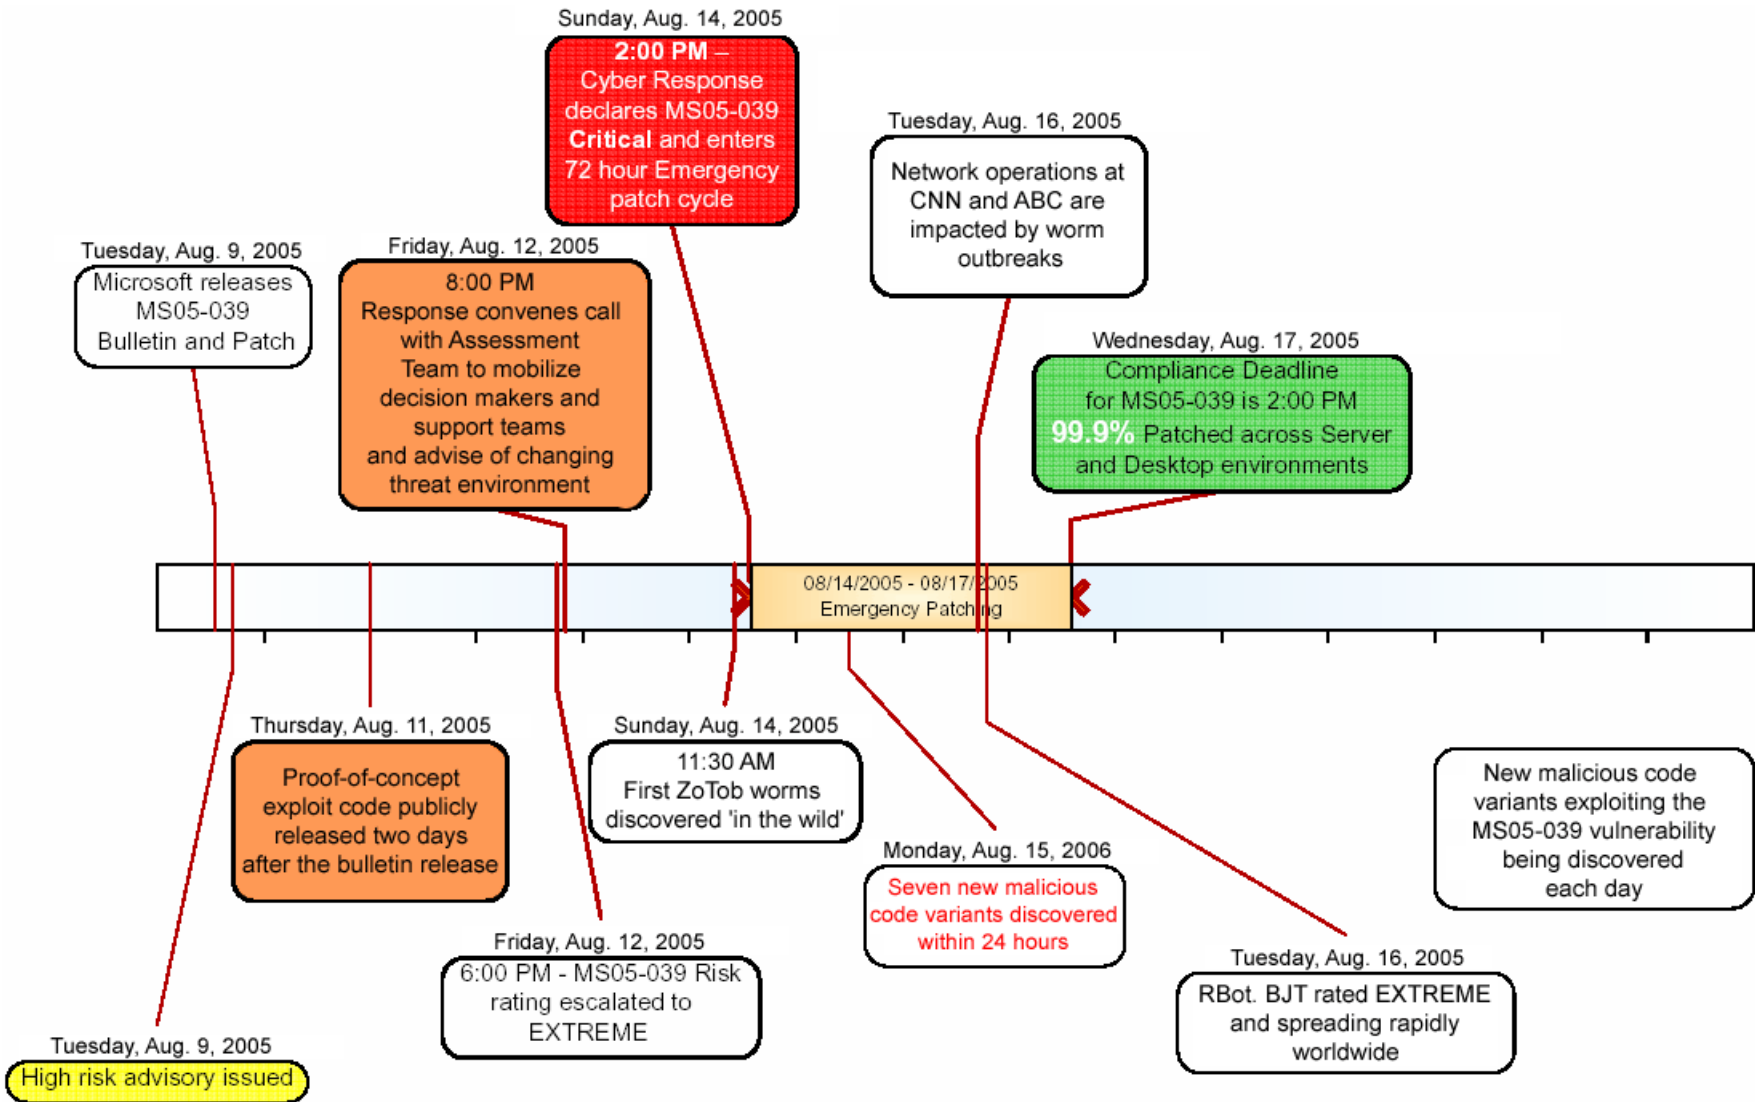 Sunday, Aug. 14, 2005
2:00 PM –
Cyber Response
declares MS05-039
Critical and enters
72 hour Emergency
patch cycle
Tuesday, Aug. 16, 2005
Network operations at
CNN and ABC are
impacted by worm
outbreaks
Tuesday, Aug. 9, 2005
Microsoft releases
MS05-039
Bulletin and Patch
Friday, Aug. 12, 2005
8:00 PM
Response convenes call
with Assessment
Team to mobilize
decision makers and
support teams
and advise of changing
threat environment
Wednesday, Aug. 17, 2005
Compliance Deadline
for MS05-039 is 2:00 PM
99.9% Patched across Server
and Desktop environments
08/14/2005 - 08/17/2005
Emergency Patching
Thursday, Aug. 11, 2005
Proof-of-concept
exploit code publicly
released two days
after the bulletin release
Sunday, Aug. 14, 2005
11:30 AM
First ZoTob worms
discovered 'in the wild'
Monday, Aug. 15, 2006
Seven new malicious
code variants discovered
within 24 hours
New malicious code
variants exploiting the
MS05-039 vulnerability
being discovered
each day
Friday, Aug. 12, 2005
6:00 PM - MS05-039 Risk
rating escalated to
EXTREME
Tuesday, Aug. 16, 2005
RBot. BJT rated EXTREME
and spreading rapidly
worldwide
Tuesday, Aug. 9, 2005
High risk advisory issued